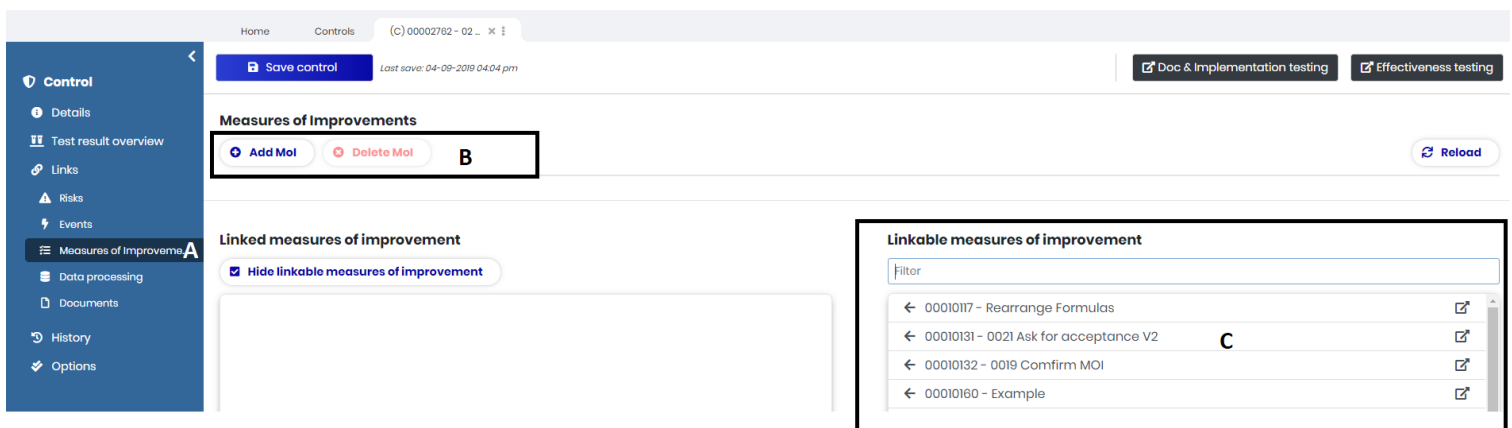 Home Controls (C) 00002762 - 02 ...
Control
Save control Last save: 04-09-2019 04:04 pm Doc & Implementation testing Effectiveness testing
Details
Test result overview
Links
Risks
Events
Measures of Improveme A
Data processing
Documents
History
Options
Measures of Improvements
Add MoI Delete MoI B Reload
Linked measures of improvement
Hide linkable measures of improvement
Linkable measures of improvement
Filter
00010117 - Rearrange Formulas
00010131 - 0021 Ask for acceptance V2
C
00010132 - 0019 Comfirm MOI
00010160 - Example